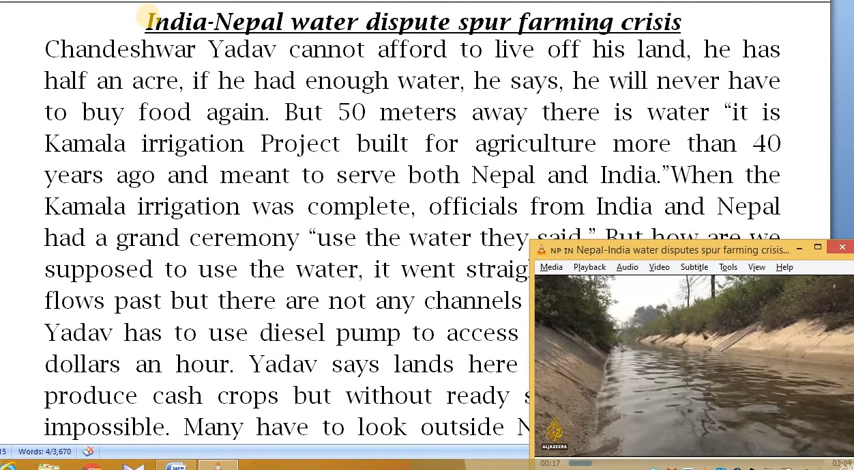 India-Nepal water dispute spur farming crisis
Chandeshwar Yadav cannot afford to live off his land, he has
half an acre, if he had enough water, he says, he will never have
to buy food again. But 50 meters away there is water “it is
Kamala irrigation Project built for agriculture more than 40
years ago and meant to serve both Nepal and India.”When the
Kamala irrigation was complete, officials from India and Nepal
had a grand ceremony “use the water they said.” But how are we
supposed to use the water, it went straig
flows past but there are not any channels
Yadav has to use diesel pump to access
dollars an hour. Yadav says lands here
produce cash crops but without ready s
impossible. Many have to look outside N
NP IN Nepal-India water disputes spur farming crisis...
Media Playback Audio Video Subtitle Tools View Help
ALJAZEERA
00:17 03:09
15 Words: 4/3,670